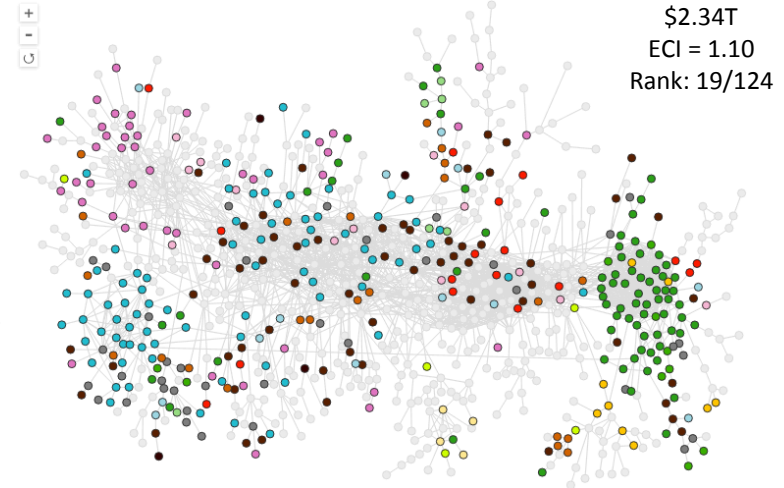 +
-
$2.34T
ECI = 1.10
Rank: 19/124